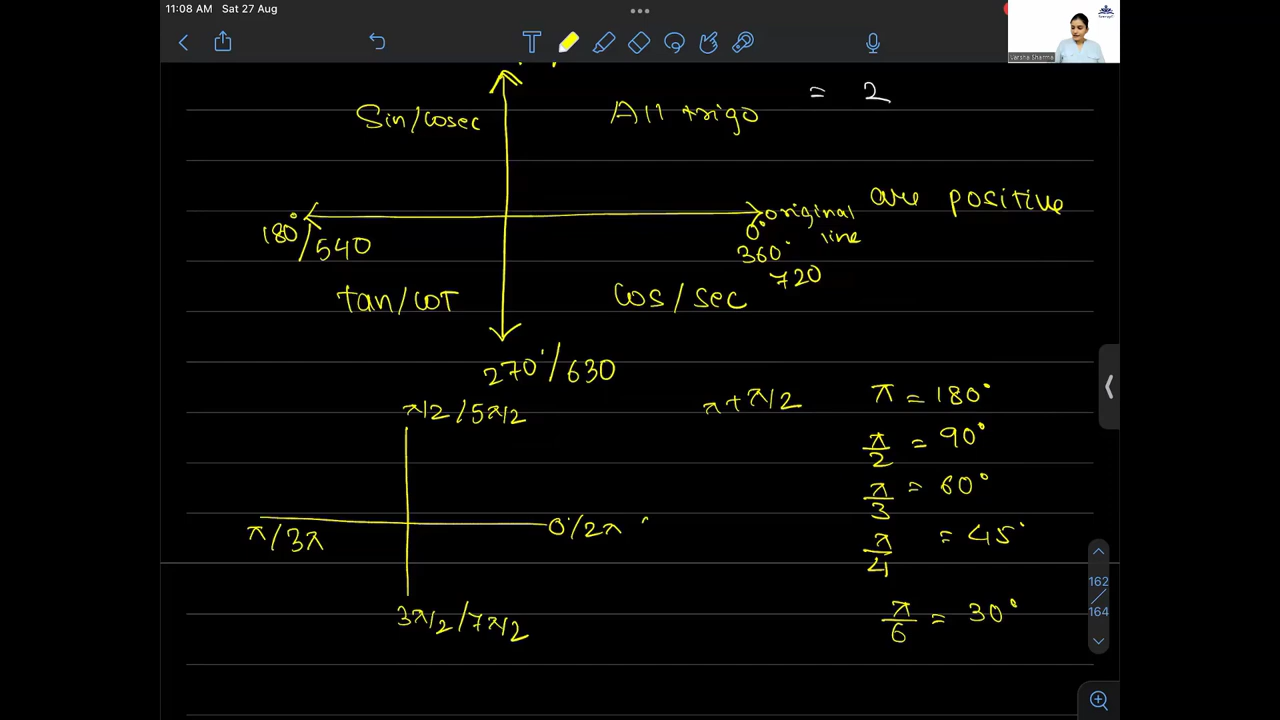 11:08 AM Sat 27 Aug
Varsha Sharma
= 2
Sin/cosec
All trigo
are positive
original
line
0°
360°
720
180°/540
tan/cot
cos/sec
270°/630
π/2 / 5π/2
π+π/2
π = 180°
π/2 = 90°
π/3 = 60°
π/4 = 45°
π/6 = 30°
π/3π
0°/2π
3π/2 / 7π/2
162
164